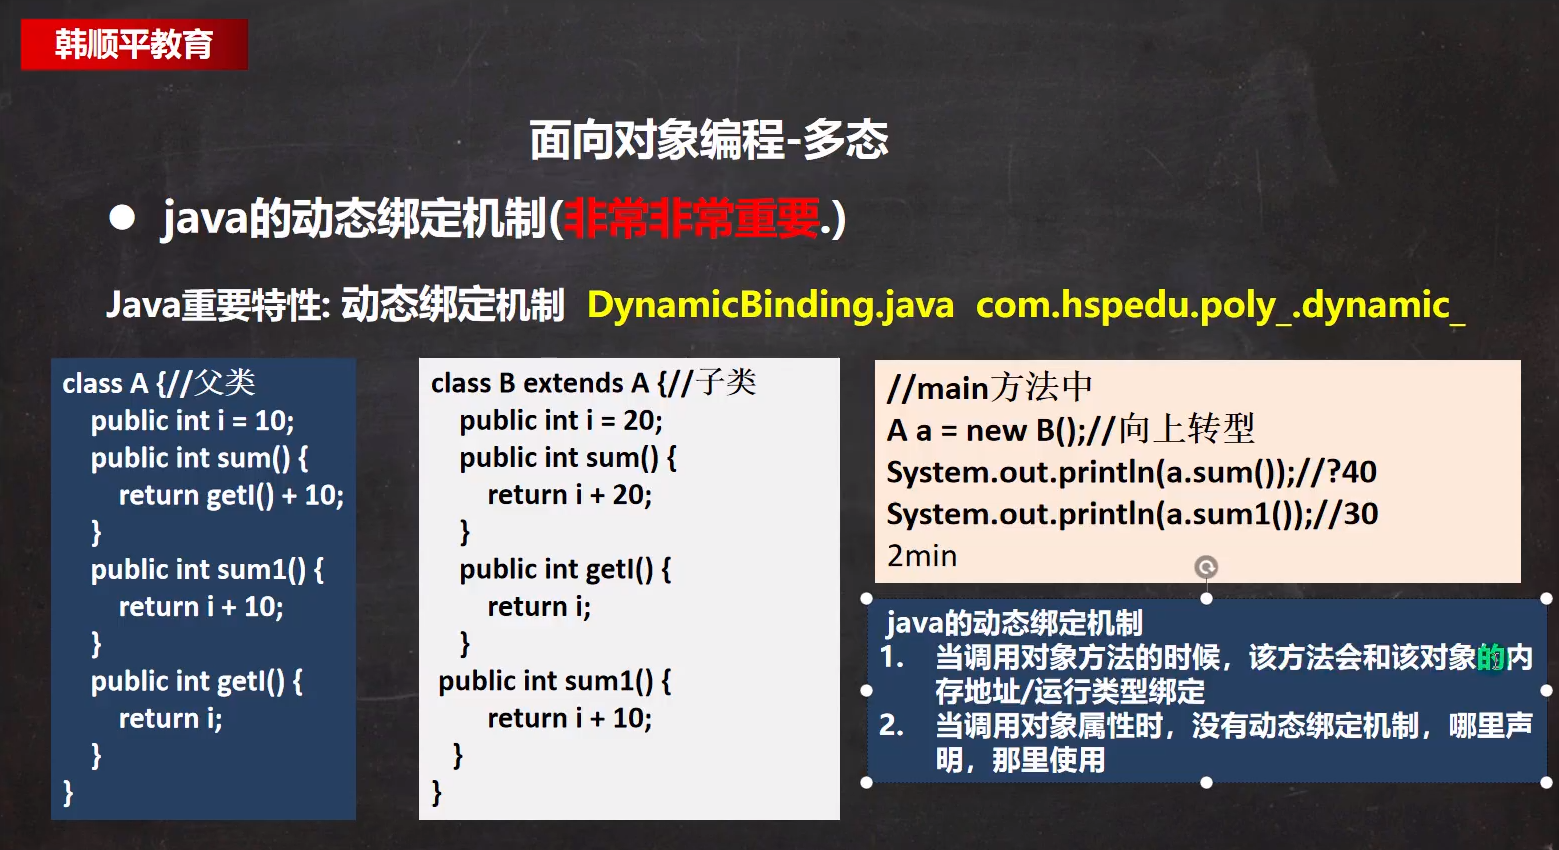 韩顺平教育
面向对象编程-多态
● java的动态绑定机制(非常非常重要.)
Java重要特性: 动态绑定机制 DynamicBinding.java com.hspedu.poly_.dynamic_
class A {//父类
public int i = 10;
public int sum() {
return getI() + 10;
}
public int sum1() {
return i + 10;
}
public int getI() {
return i;
}
}
class B extends A {//子类
public int i = 20;
public int sum() {
return i + 20;
}
public int getI() {
return i;
}
public int sum1() {
return i + 10;
}
}
//main方法中
A a = new B();//向上转型
System.out.println(a.sum());//?40
System.out.println(a.sum1());//30
2min
java的动态绑定机制
1. 当调用对象方法的时候，该方法会和该对象的内
存地址/运行类型绑定
2. 当调用对象属性时，没有动态绑定机制，哪里声
明，那里使用